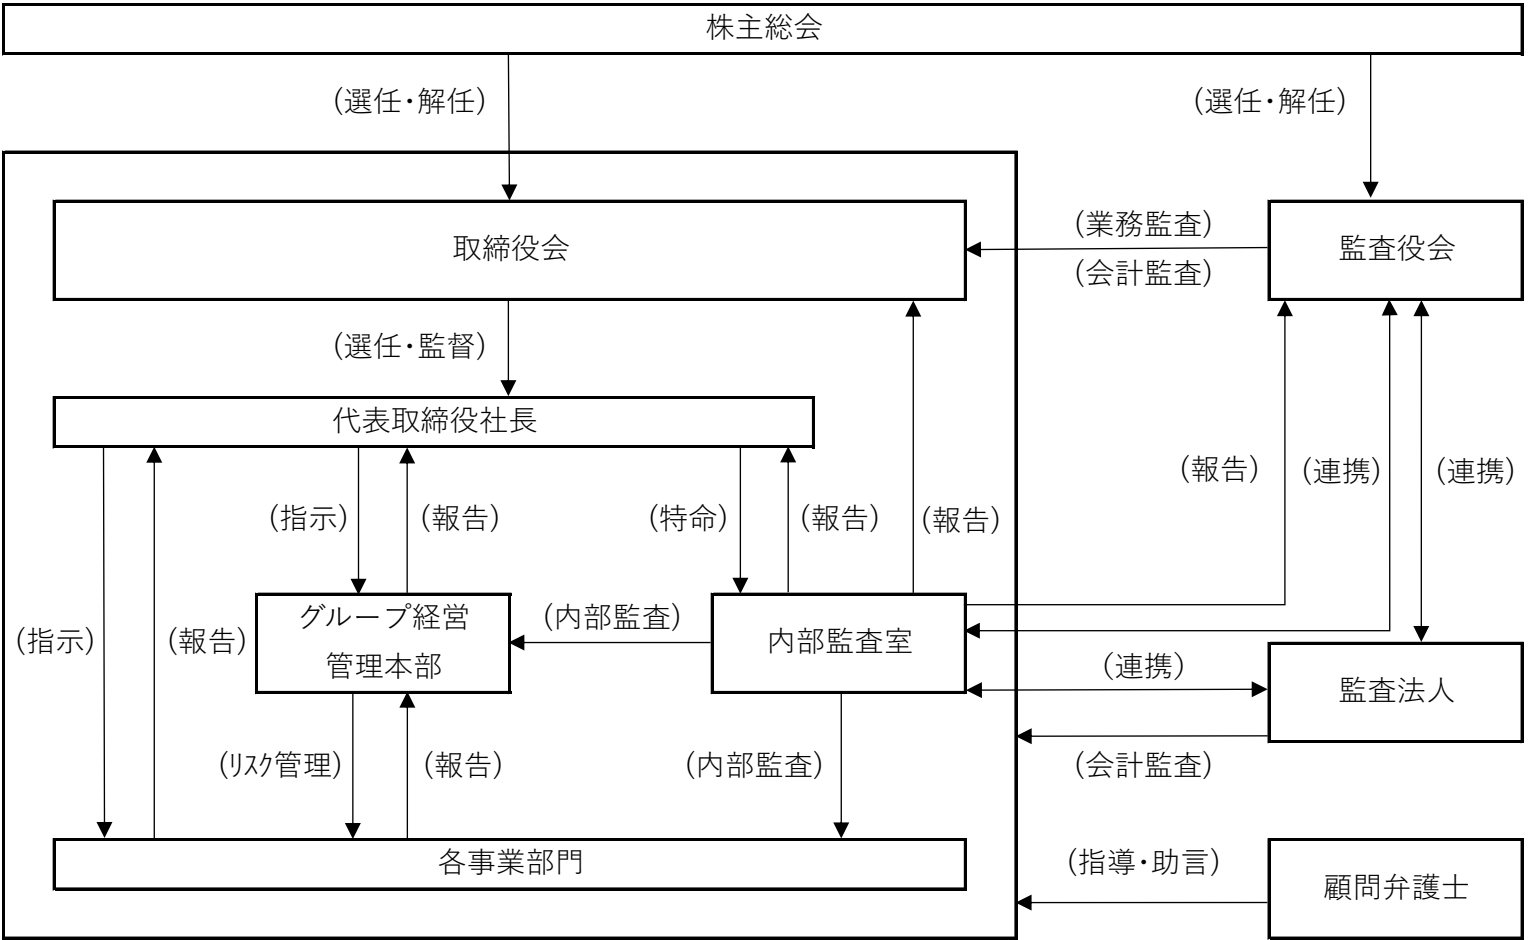 株主総会
(選任・解任)
(選任・解任)
取締役会
(業務監査)
(会計監査)
監査役会
(選任・監督)
代表取締役社長
(報告)
(連携)
(連携)
(指示)
(報告)
(特命)
(報告)
(報告)
グループ経営
管理本部
(内部監査)
内部監査室
(指示)
(報告)
(連携)
監査法人
(リスク管理)
(報告)
(内部監査)
(会計監査)
各事業部門
(指導・助言)
顧問弁護士